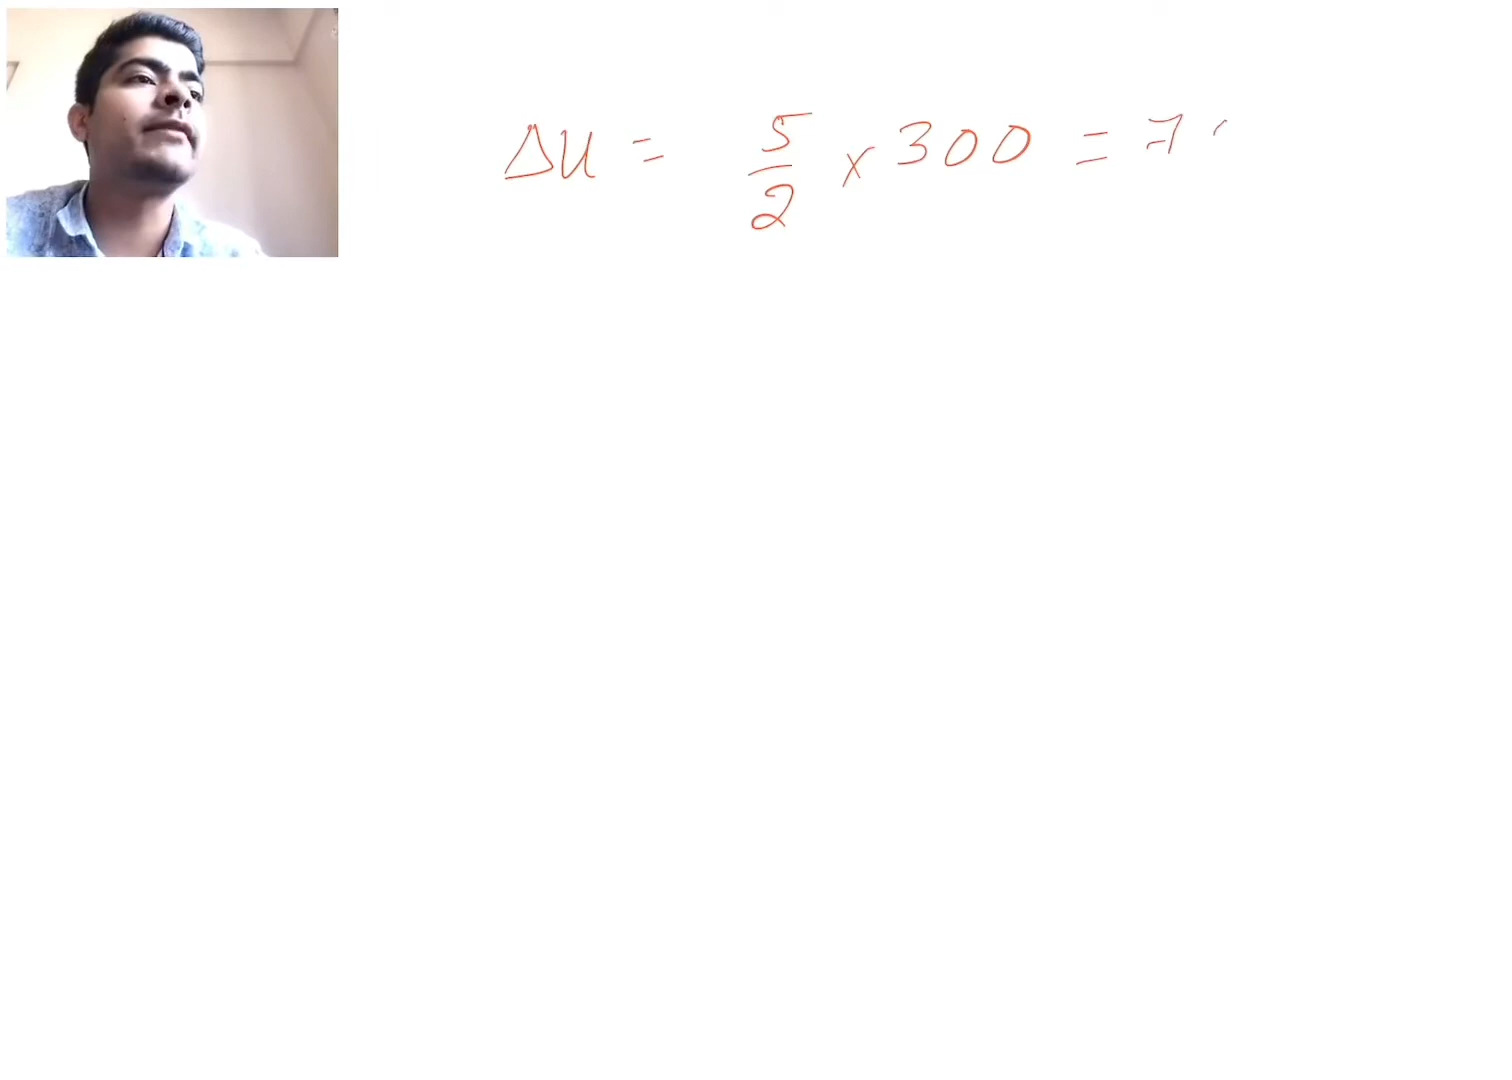 ΔU = 5/2 × 300 = 7